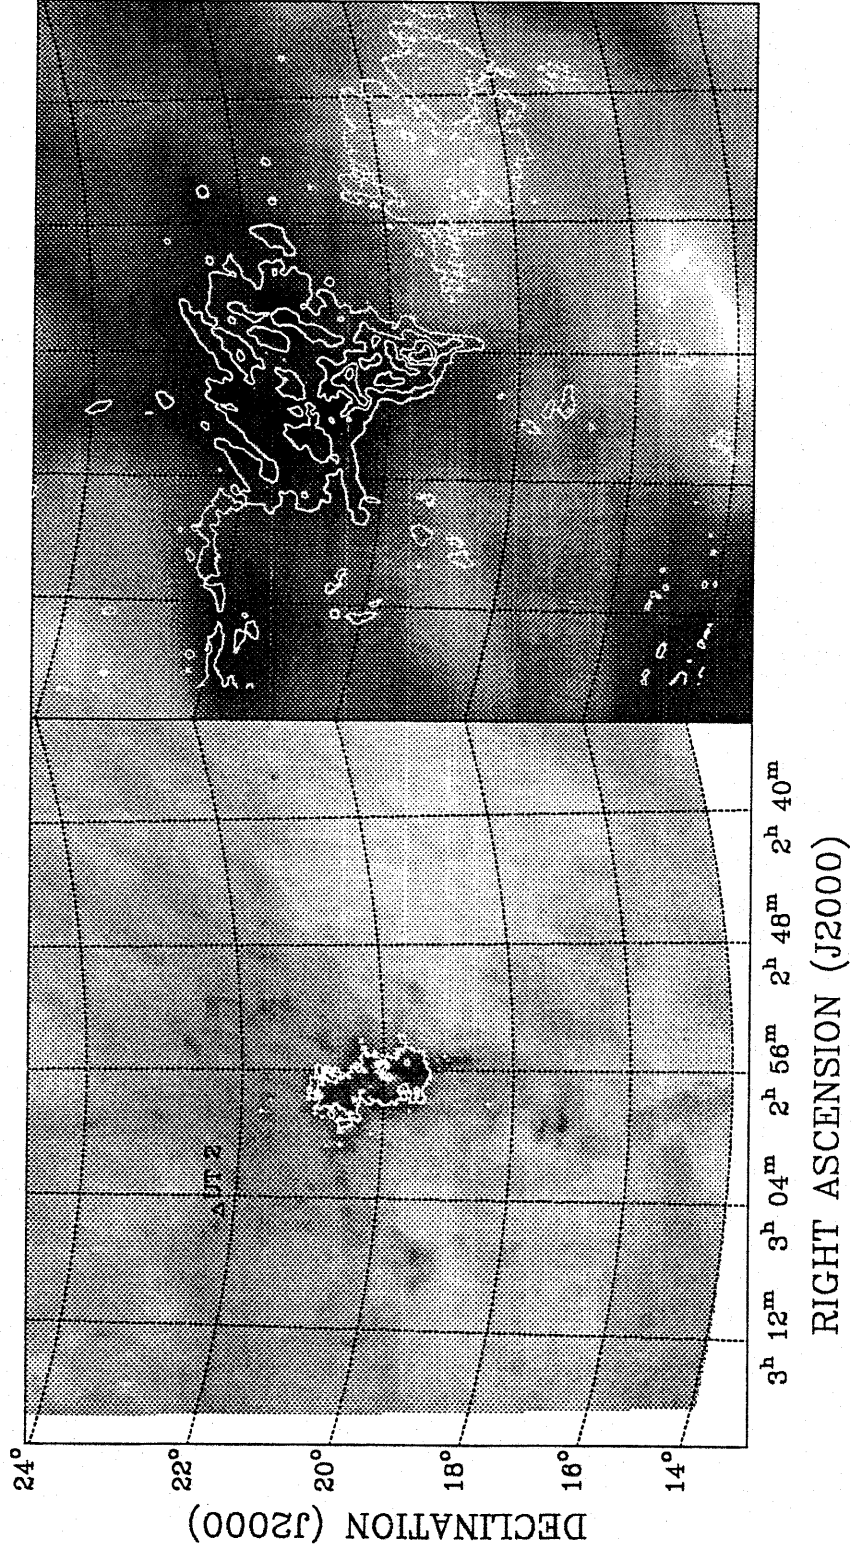 24°
22°
20°
18°
16°
14°
DECLINATION (J2000)
3ʰ 12ᵐ
3ʰ 04ᵐ
2ʰ 56ᵐ
2ʰ 48ᵐ
2ʰ 40ᵐ
RIGHT ASCENSION (J2000)